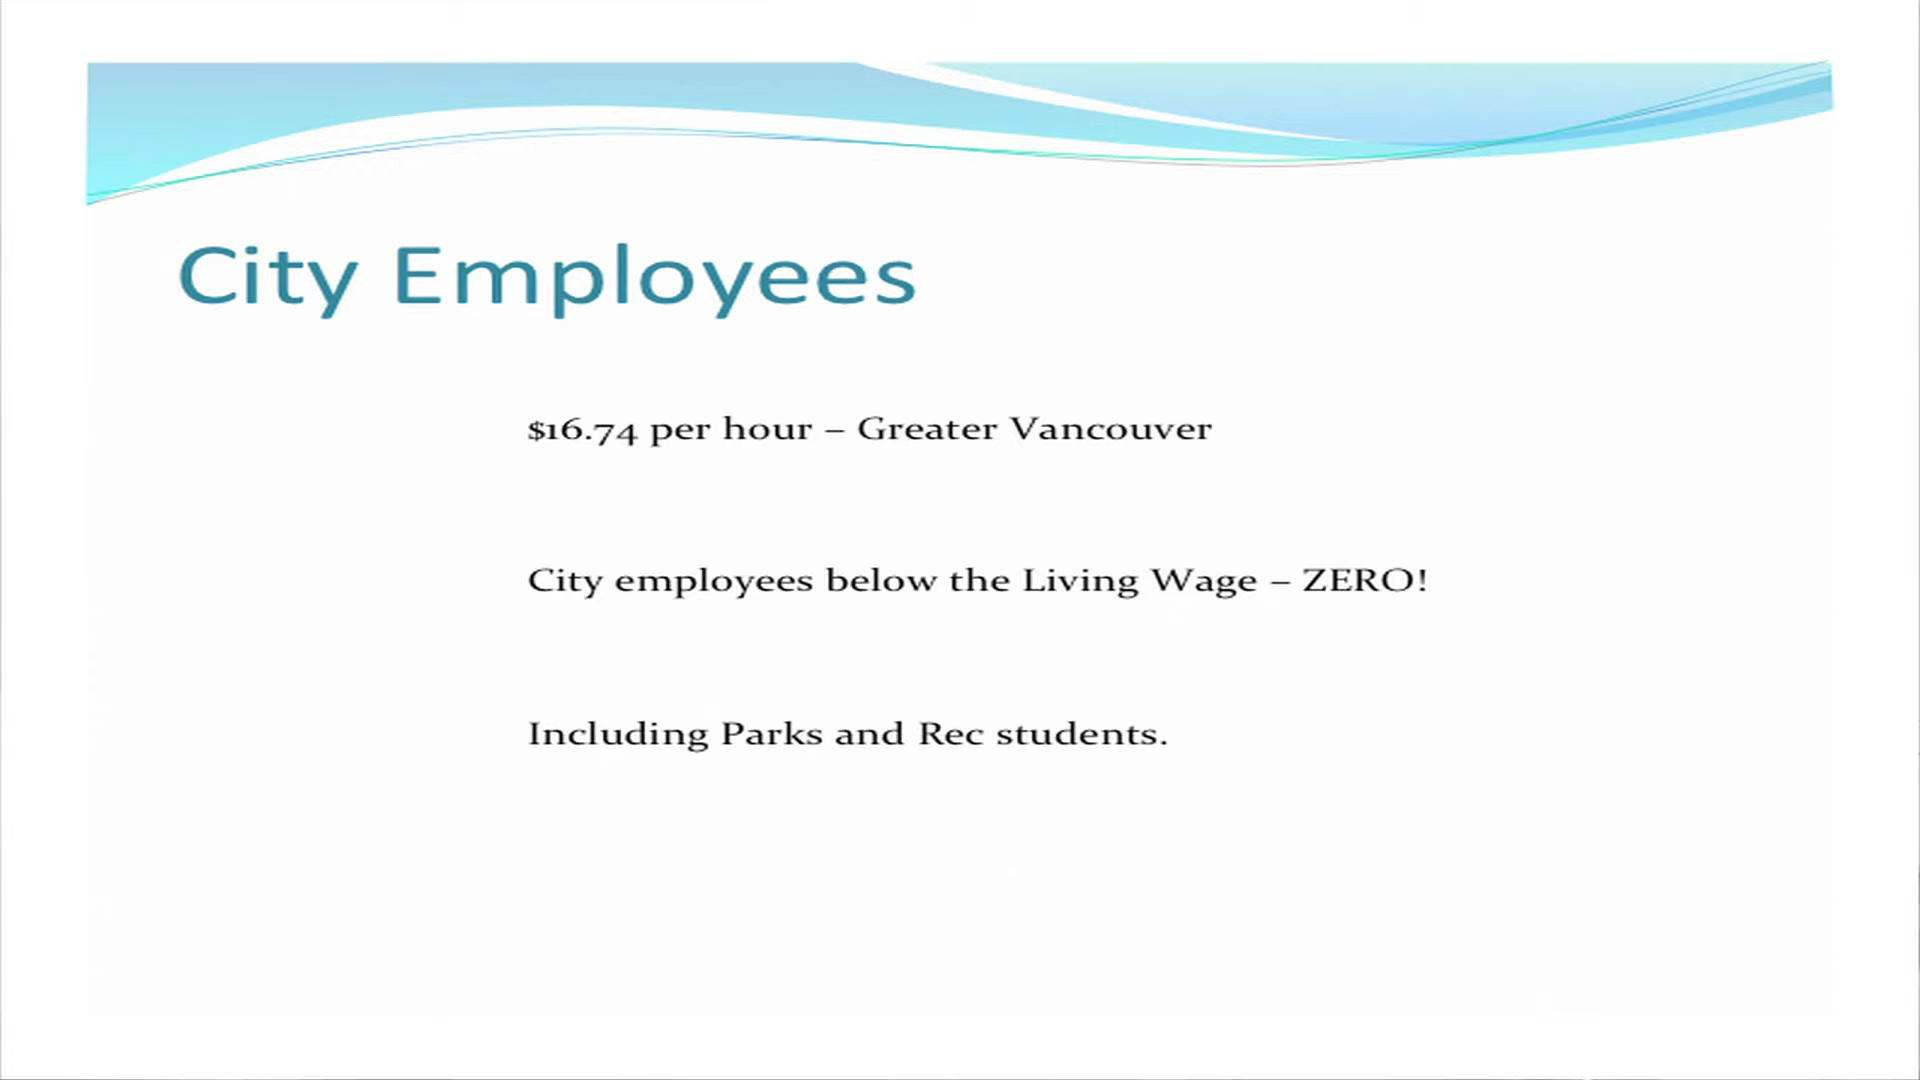 City Employees
$16.74 per hour – Greater Vancouver
City employees below the Living Wage – ZERO!
Including Parks and Rec students.